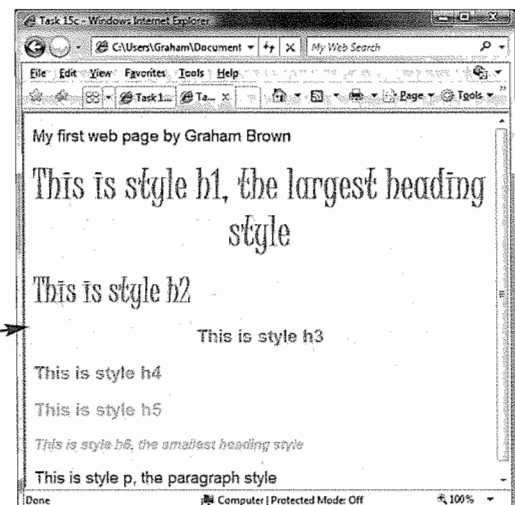 Task 15c - Windows Internet Explorer
C:\Users\Graham\Document
My Web Search
File Edit View Favorites Tools Help
Task 1... Ta... Page Tools
My first web page by Graham Brown
This is style h1, the largest heading
style
This is style h2
This is style h3
This is style h4
This is style h5
This is style h6, the smallest heading style
This is style p, the paragraph style
Done Computer | Protected Mode: Off 100%